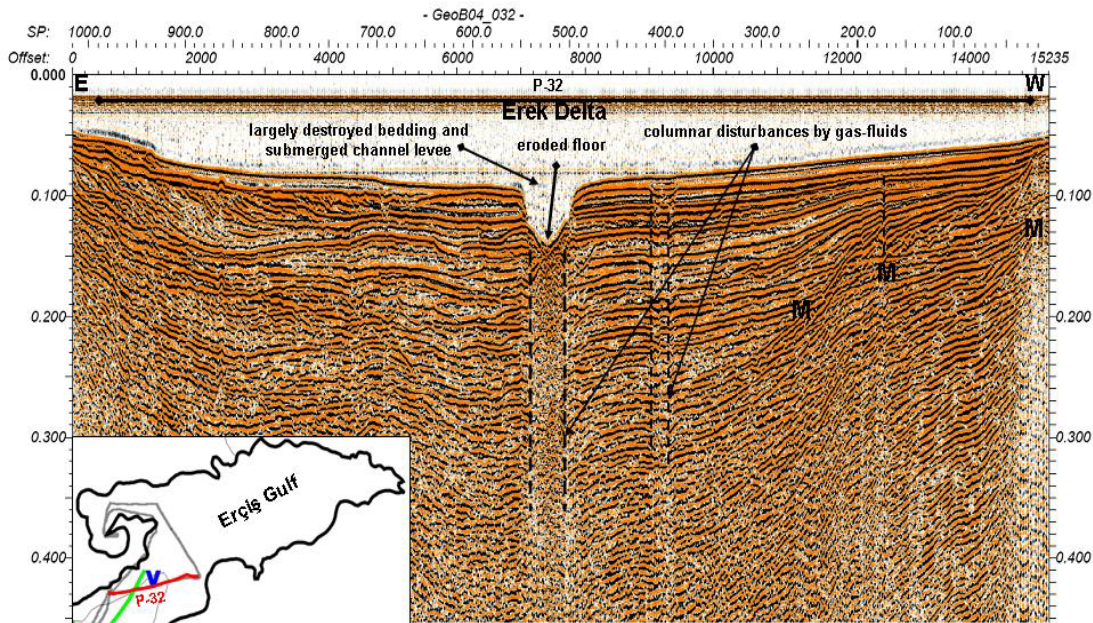 - GeoB04_032 -
SP: 1000.0 900.0 800.0 700.0 600.0 500.0 400.0 300.0 200.0 100.0
Offset: 0 2000 4000 6000 8000 10000 12000 14000 15235
0.000
E P-32 W
Erek Delta
largely destroyed bedding and
submerged channel levee
eroded floor
columnar disturbances by gas-fluids
0.100 0.100
M
M
M
0.200 0.200
0.300 0.300
0.400 0.400
Erçiş Gulf
V
P-32